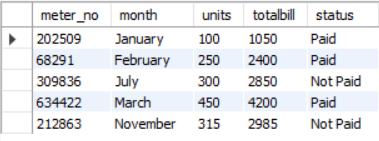 meter_no month units totalbill status
202509 January 100 1050 Paid
68291 February 250 2400 Paid
309836 July 300 2850 Not Paid
634422 March 450 4200 Paid
212863 November 315 2985 Not Paid